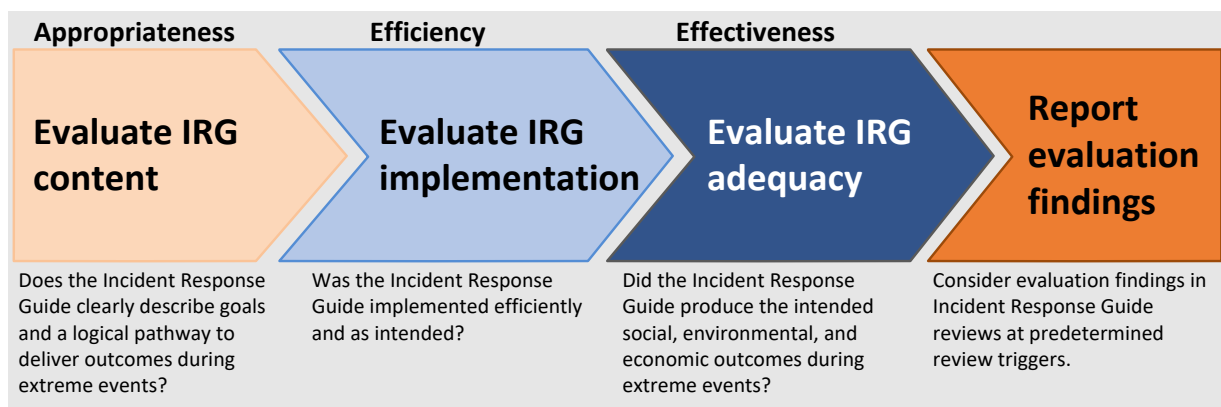 Appropriateness
Efficiency
Effectiveness
Evaluate IRG
content
Evaluate IRG
implementation
Evaluate IRG
adequacy
Report
evaluation
findings
Does the Incident Response
Guide clearly describe goals
and a logical pathway to
deliver outcomes during
extreme events?
Was the Incident Response
Guide implemented efficiently
and as intended?
Did the Incident Response
Guide produce the intended
social, environmental, and
economic outcomes during
extreme events?
Consider evaluation findings in
Incident Response Guide
reviews at predetermined
review triggers.